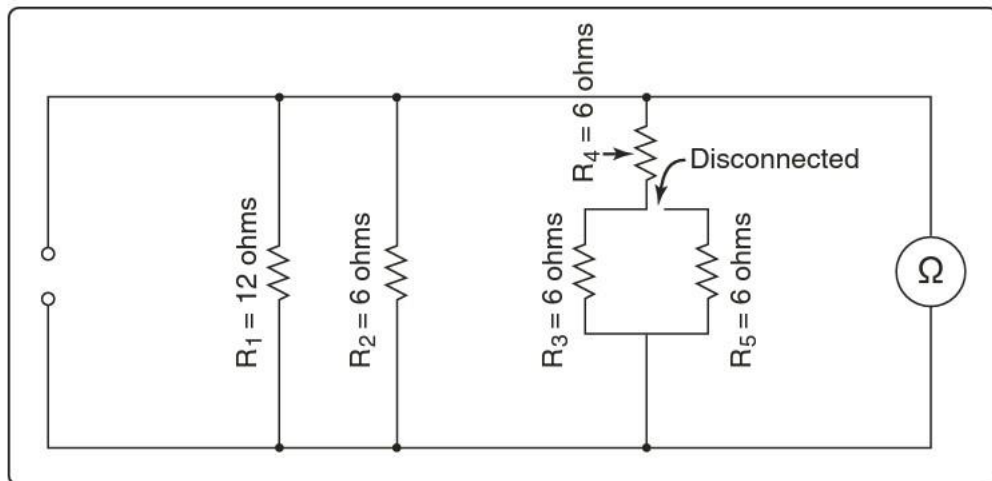 R1 = 12 ohms
R2 = 6 ohms
R4 = 6 ohms
Disconnected
R3 = 6 ohms
R5 = 6 ohms
Ω